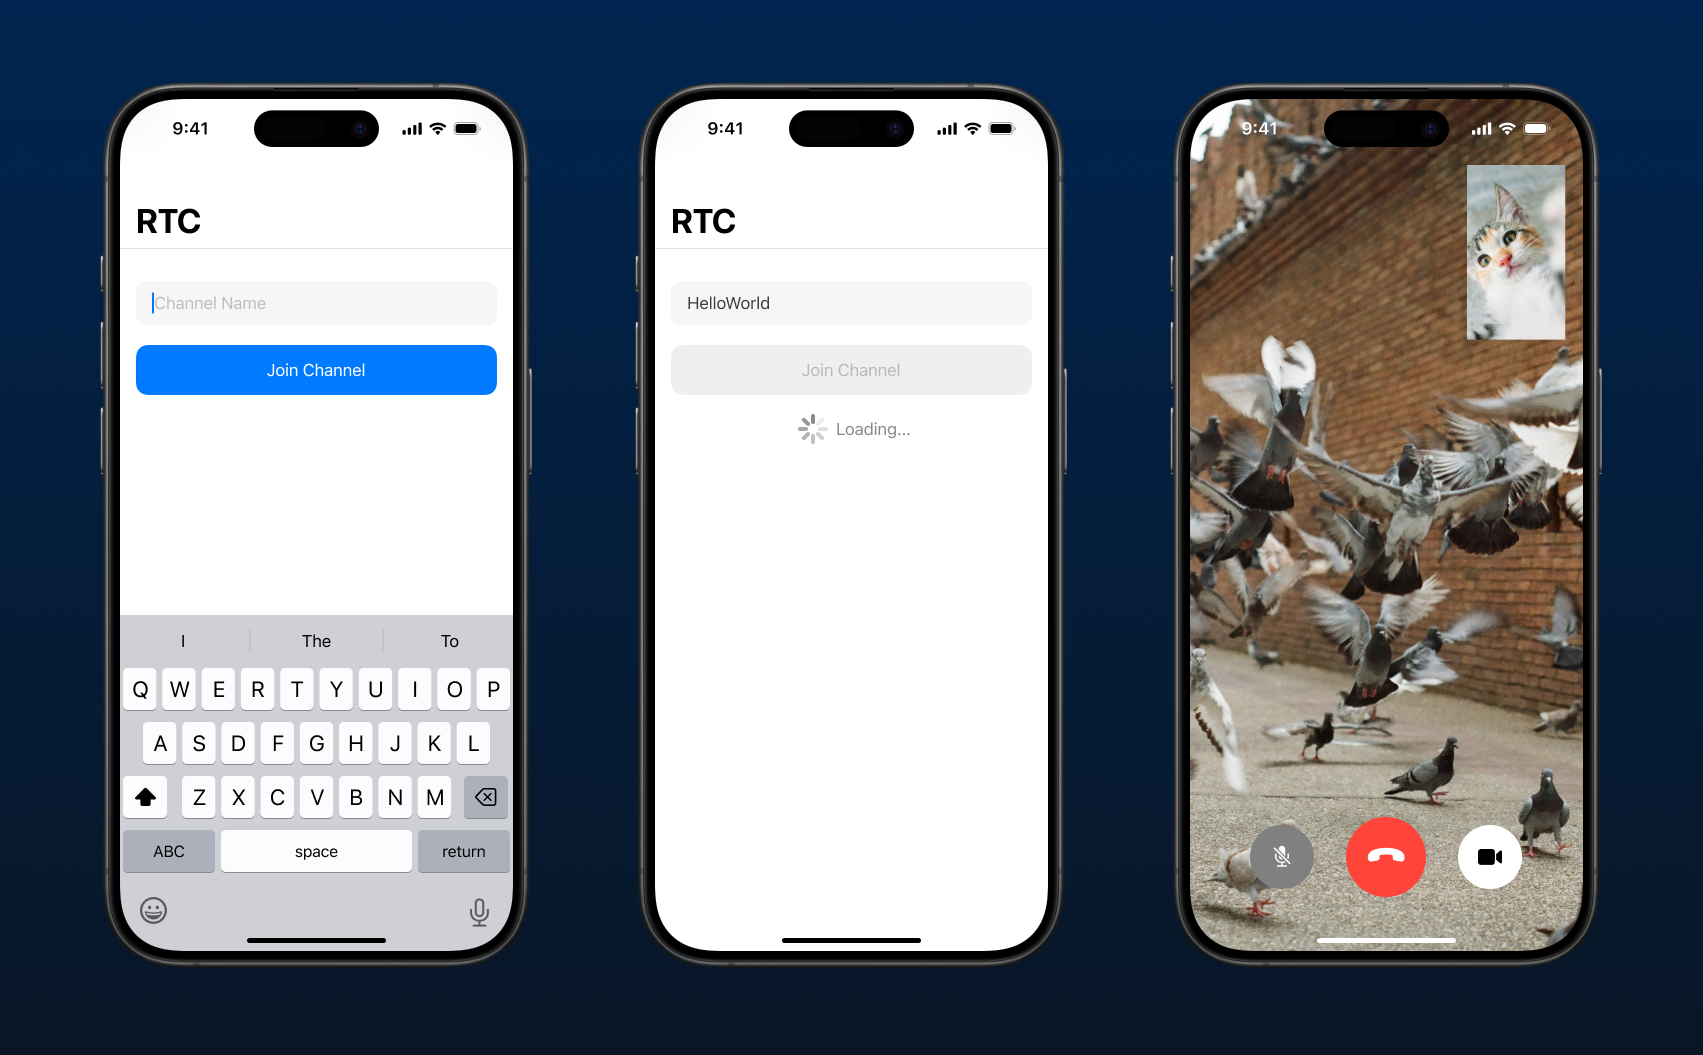 9:41
RTC
Channel Name
Join Channel
I The To
Q W E R T Y U I O P
A S D F G H J K L
Z X C V B N M
ABC space return
9:41
RTC
HelloWorld
Join Channel
Loading...
9:41